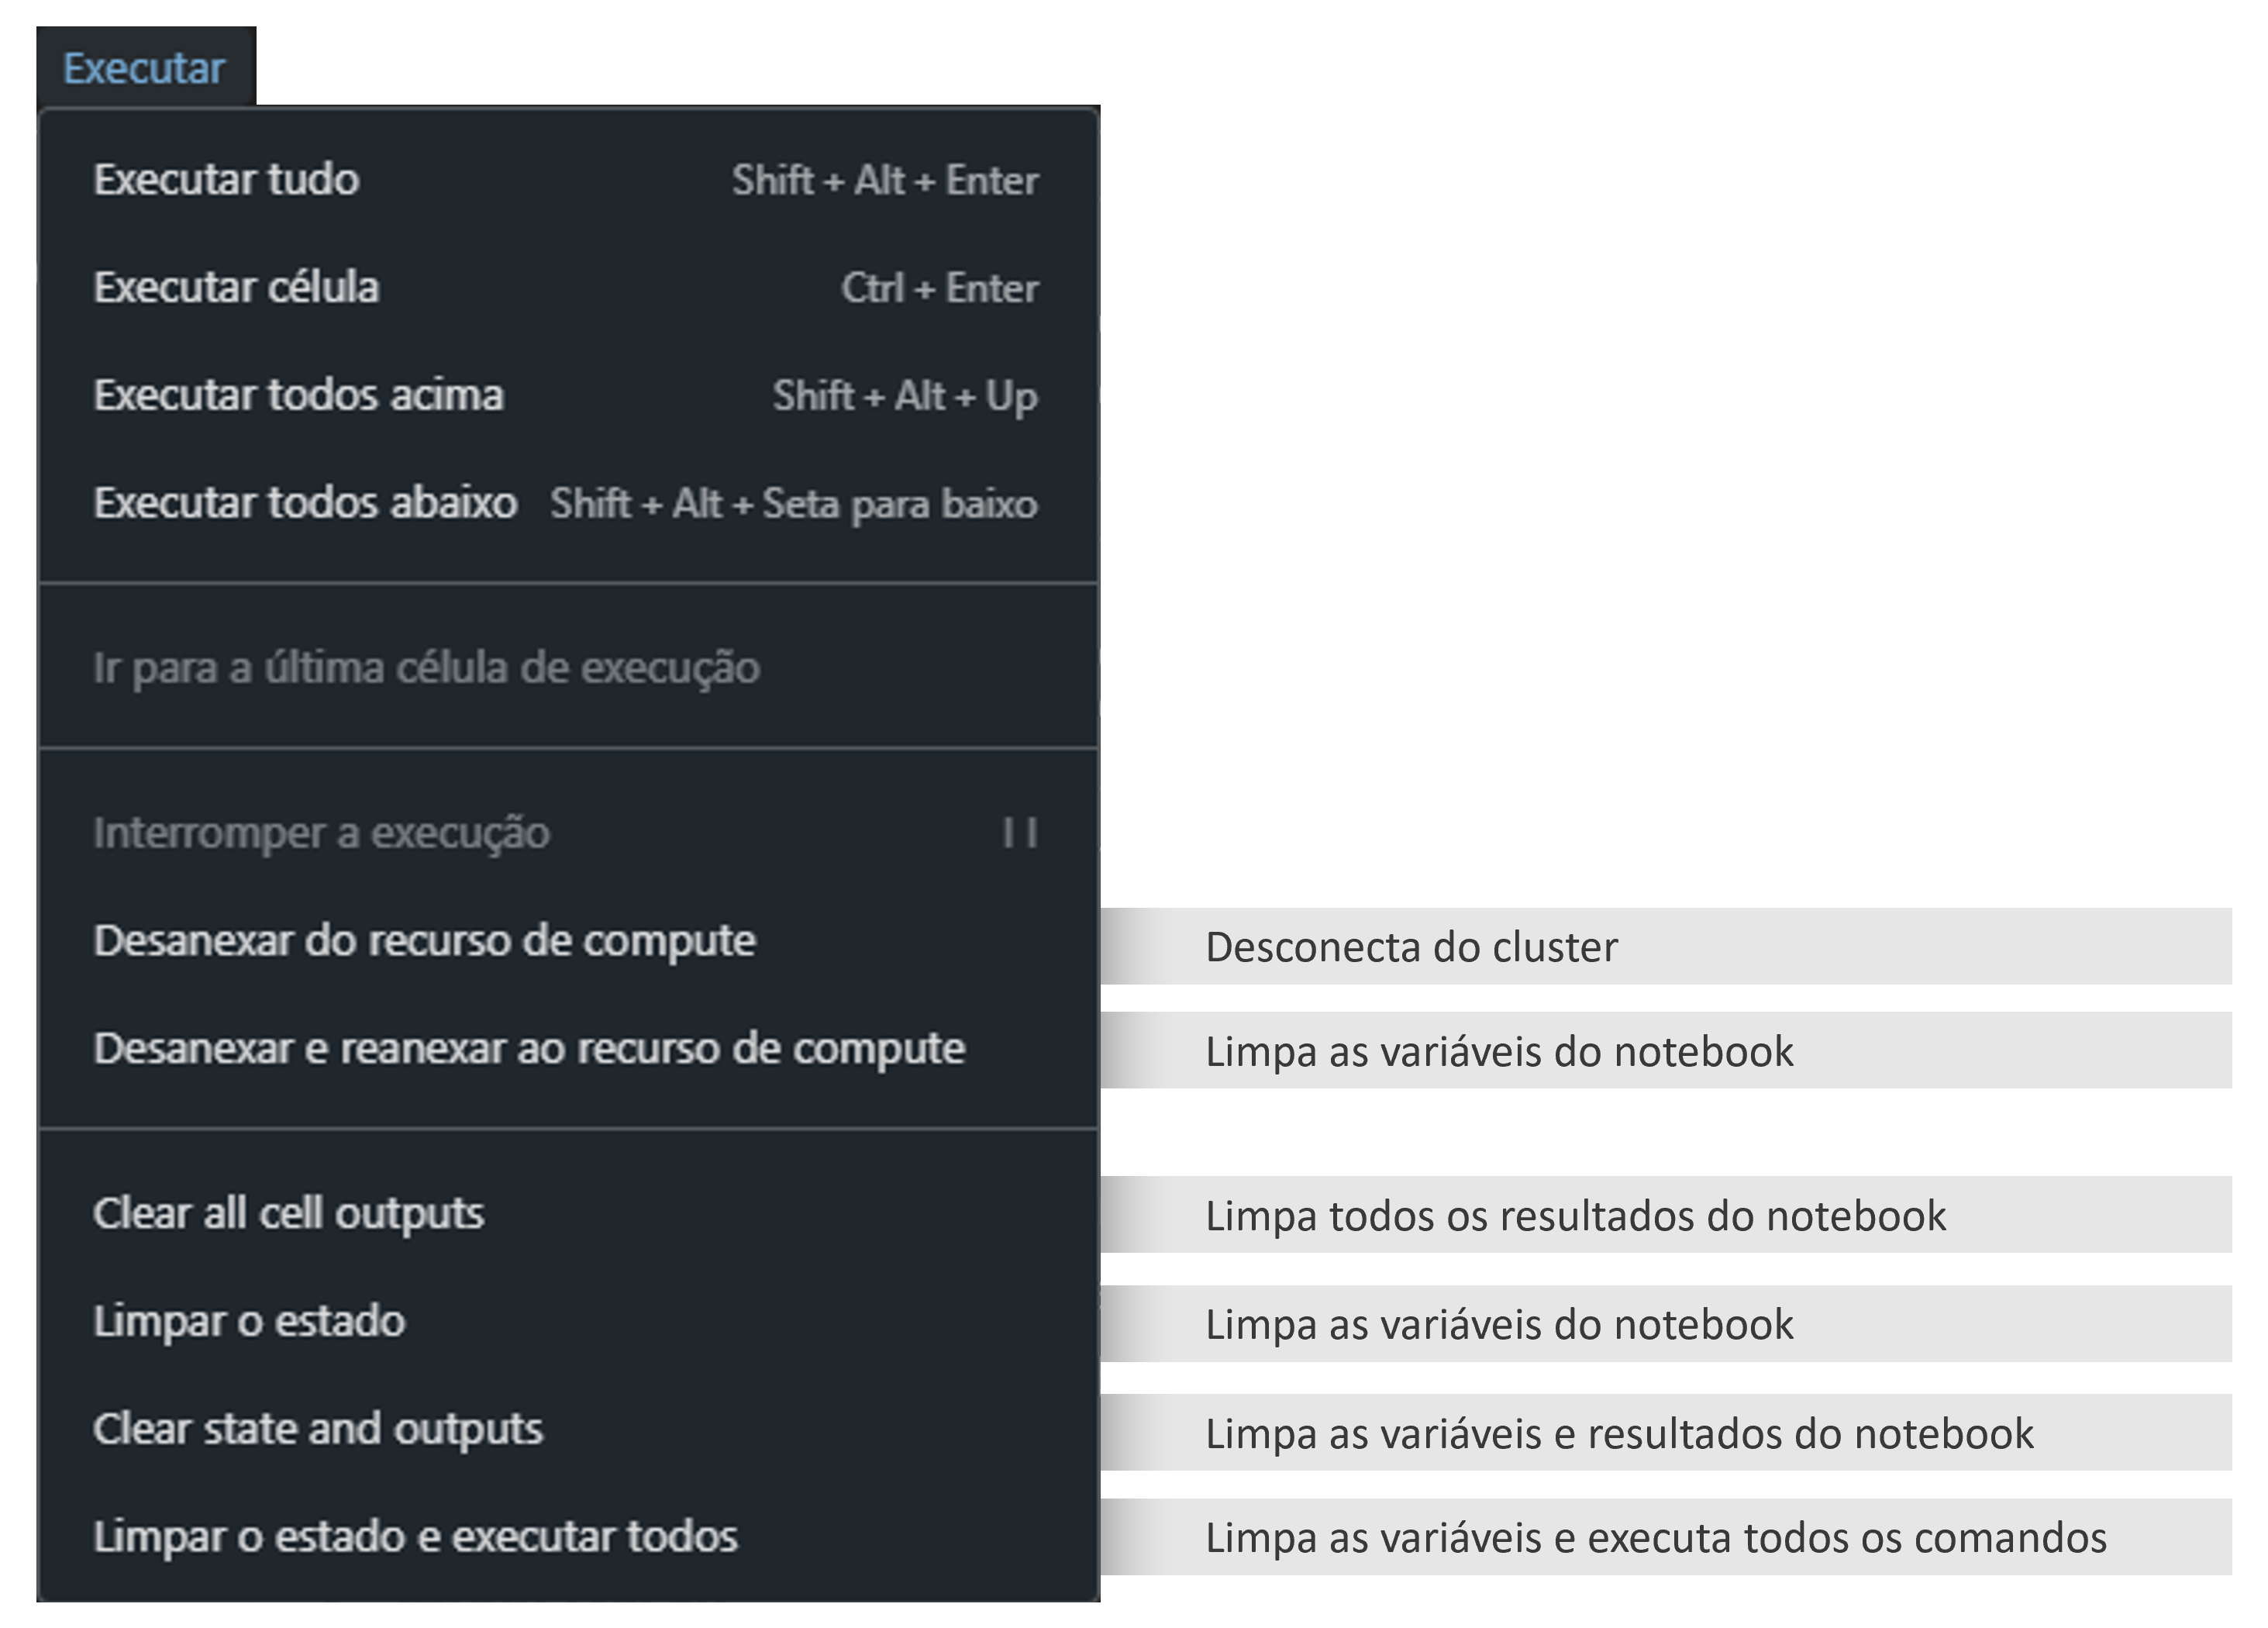 Executar
Executar tudo Shift + Alt + Enter
Executar célula Ctrl + Enter
Executar todos acima Shift + Alt + Up
Executar todos abaixo Shift + Alt + Seta para baixo
Ir para a última célula de execução
Interromper a execução I I
Desanexar do recurso de compute Desconecta do cluster
Desanexar e reanexar ao recurso de compute Limpa as variáveis do notebook
Clear all cell outputs Limpa todos os resultados do notebook
Limpar o estado Limpa as variáveis do notebook
Clear state and outputs Limpa as variáveis e resultados do notebook
Limpar o estado e executar todos Limpa as variáveis e executa todos os comandos